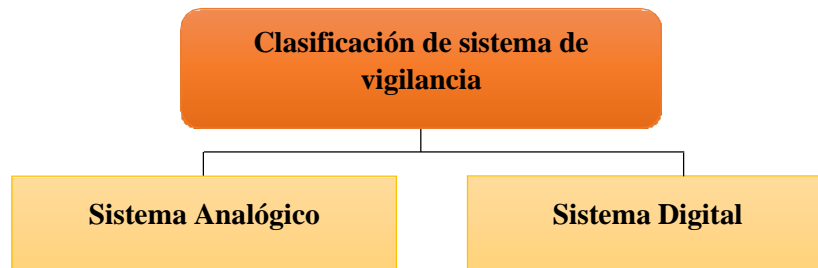 Clasificación de sistema de
vigilancia
Sistema Analógico
Sistema Digital